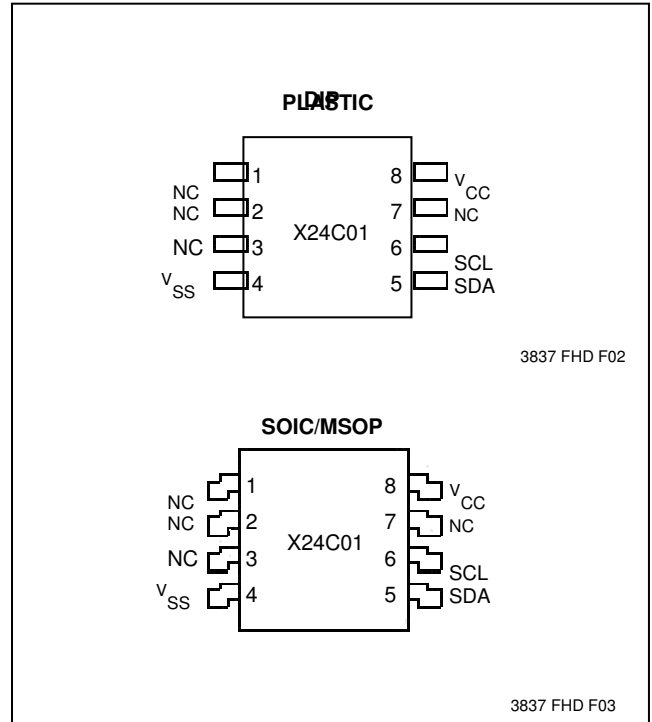 PLASTIC DIP
1 8 VCC
NC
NC 2 7 NC
X24C01
NC 3 6
SCL
VSS 4 5 SDA
3837 FHD F02
SOIC/MSOP
1 8 VCC
NC
NC 2 7 NC
X24C01
NC 3 6
SCL
VSS 4 5 SDA
3837 FHD F03